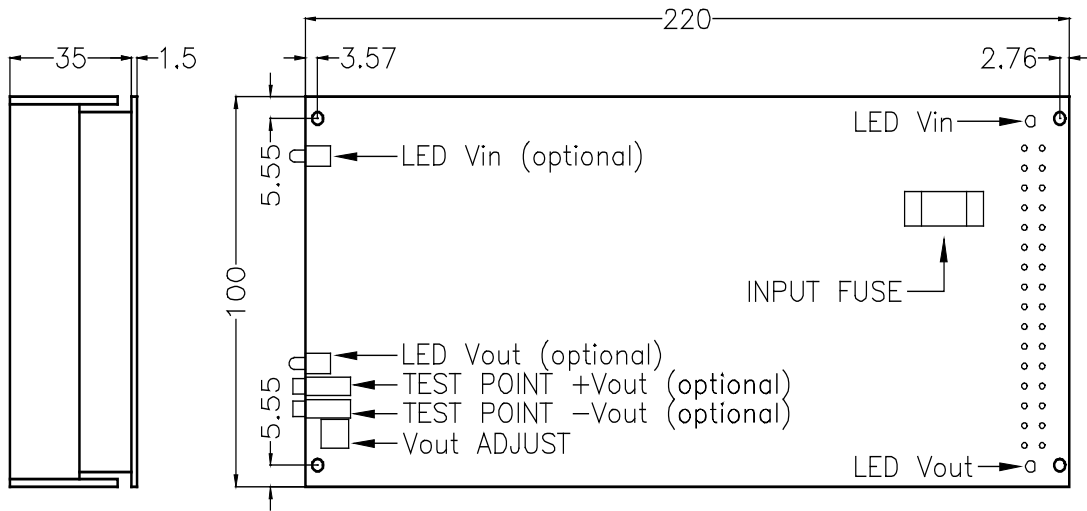 220
35
1.5
3.57
2.76
LED Vin
LED Vin (optional)
5.55
100
INPUT FUSE
LED Vout (optional)
TEST POINT +Vout (optional)
TEST POINT −Vout (optional)
Vout ADJUST
5.55
LED Vout